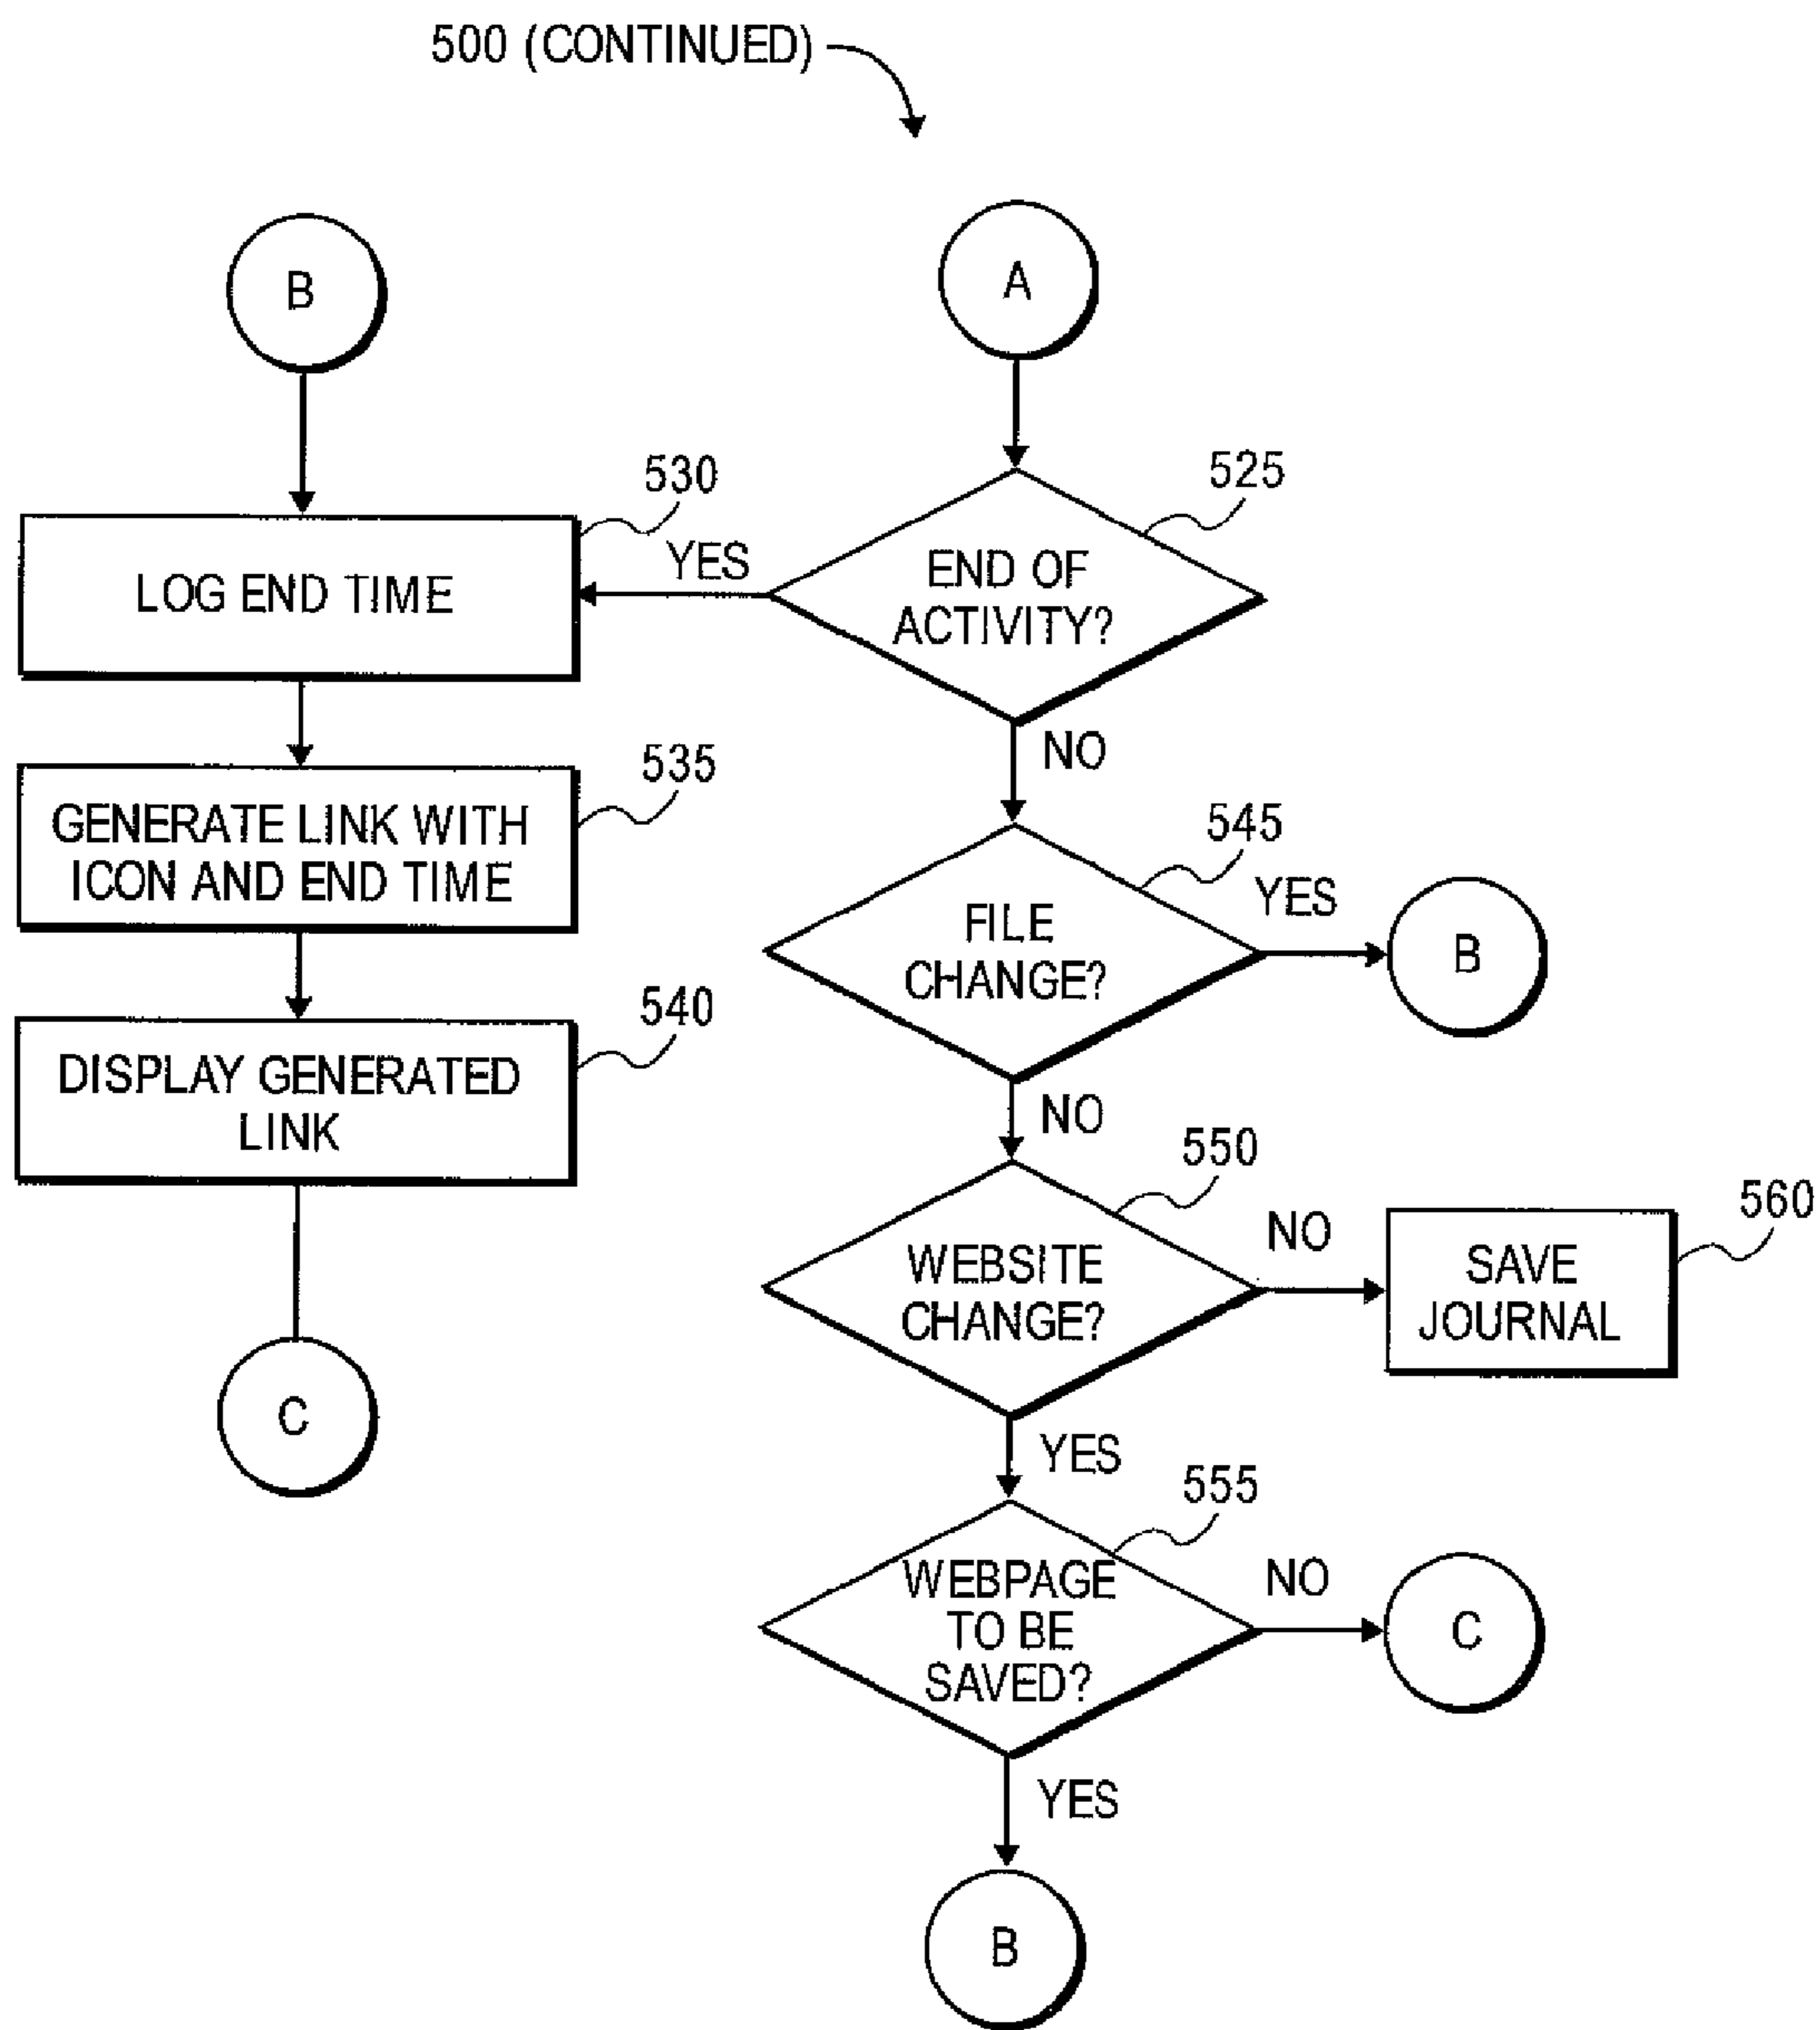 500 (CONTINUED)
B
A
530
525
LOG END TIME
YES
END OF
ACTIVITY?
NO
535
GENERATE LINK WITH
ICON AND END TIME
545
FILE
CHANGE?
YES
B
540
DISPLAY GENERATED
LINK
NO
550
WEBSITE
CHANGE?
NO
560
SAVE
JOURNAL
C
YES
555
WEBPAGE
TO BE
SAVED?
NO
C
YES
B